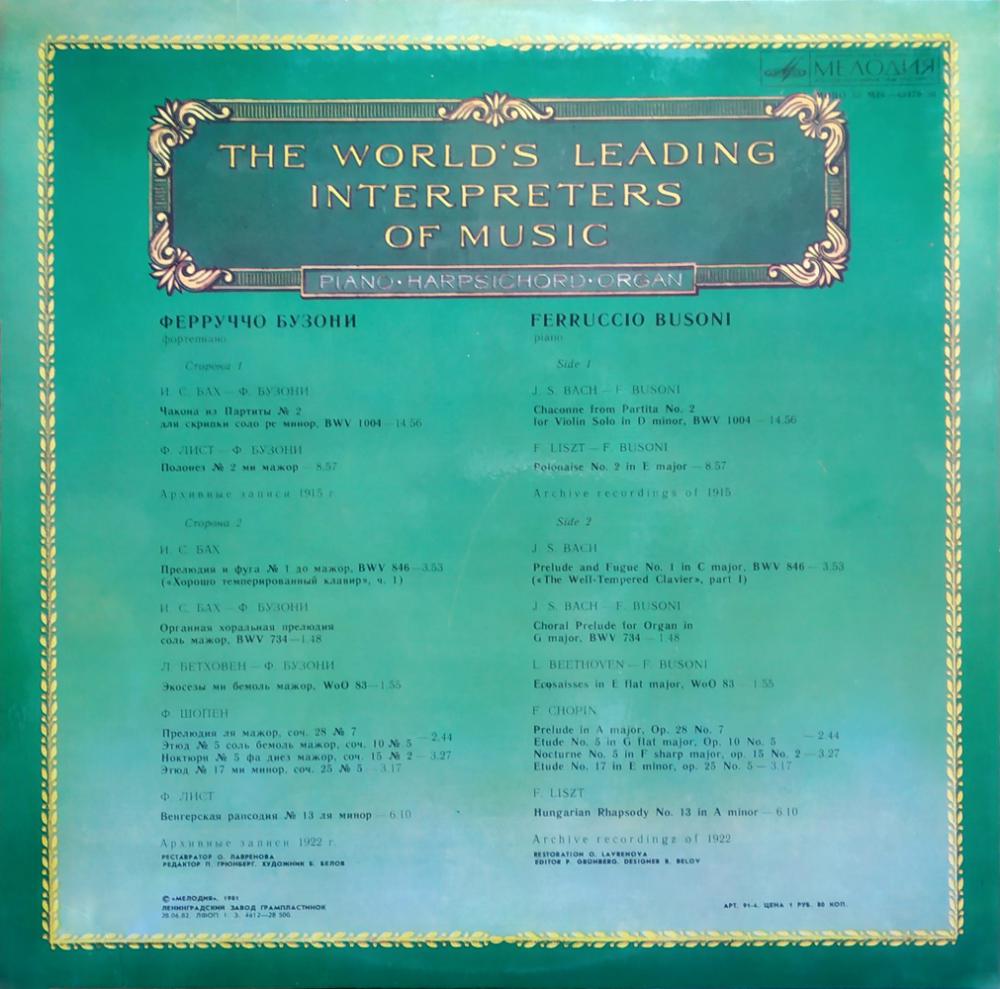 МЕЛОДИЯ
THE WORLD'S LEADING
INTERPRETERS
OF MUSIC
PIANO·HARPSICHORD·ORGAN
ФЕРРУЧЧО БУЗОНИ
фортепиано
Сторона 1
И. С. БАХ — Ф. БУЗОНИ
Чакона из Партиты № 2
для скрипки соло ре минор, BWV 1004 — 14.56
Ф. ЛИСТ — Ф. БУЗОНИ
Полонез № 2 ми мажор — 8.57
Архивные записи 1915 г.
Сторона 2
И. С. БАХ
Прелюдия и фуга № 1 до мажор, BWV 846 — 3.53
(«Хорошо темперированный клавир», ч. 1)
И. С. БАХ — Ф. БУЗОНИ
Органная хоральная прелюдия
соль мажор, BWV 734 — 1.48
Л. БЕТХОВЕН — Ф. БУЗОНИ
Экосезы ми бемоль мажор, WoO 83 — 1.55
Ф. ШОПЕН
Прелюдия ля мажор, соч. 28 № 7
Этюд № 5 соль бемоль мажор, соч. 10 № 5 — 2.44
Ноктюрн № 5 фа диез мажор, соч. 15 № 2 — 3.27
Этюд № 17 ми минор, соч. 25 № 5 — 3.17
Ф. ЛИСТ
Венгерская рапсодия № 13 ля минор — 6.10
Архивные записи 1922 г.
РЕСТАВРАТОР О. ЛАВРЕНОВА
РЕДАКТОР П. ГРЮНБЕРГ. ХУДОЖНИК Б. БЕЛОВ
© «МЕЛОДИЯ», 1981
ЛЕНИНГРАДСКИЙ ЗАВОД ГРАМПЛАСТИНОК
28.06.82. ЛФОП 1. З. 4612—28 500.
FERRUCCIO BUSONI
piano
Side 1
J. S. BACH — F. BUSONI
Chaconne from Partita No. 2
for Violin Solo in D minor, BWV 1004 — 14.56
F. LISZT — F. BUSONI
Polonaise No. 2 in E major — 8.57
Archive recordings of 1915
Side 2
J. S. BACH
Prelude and Fugue No. 1 in C major, BWV 846 — 3.53
(«The Well-Tempered Clavier», part I)
J. S. BACH — F. BUSONI
Choral Prelude for Organ in
G major, BWV 734 — 1.48
L. BEETHOVEN — F. BUSONI
Ecosaisses in E flat major, WoO 83 — 1.55
F. CHOPIN
Prelude in A major, Op. 28 No. 7
Etude No. 5 in G flat major, Op. 10 No. 5 — 2.44
Nocturne No. 5 in F sharp major, op. 15 No. 2 — 3.27
Etude No. 17 in E minor, op. 25 No. 5 — 3.17
F. LISZT
Hungarian Rhapsody No. 13 in A minor — 6.10
Archive recordings of 1922
RESTORATION O. LAVRENOVA
EDITOR P. GRÜNBERG. DESIGNER B. BELOV
АРТ. 91-4. ЦЕНА 1 РУБ. 80 КОП.